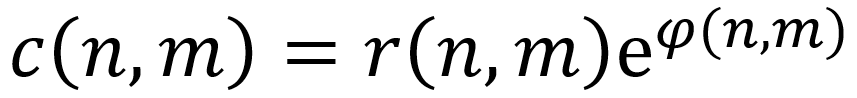 c(n, m) = r(n, m)e^{φ(n,m)}